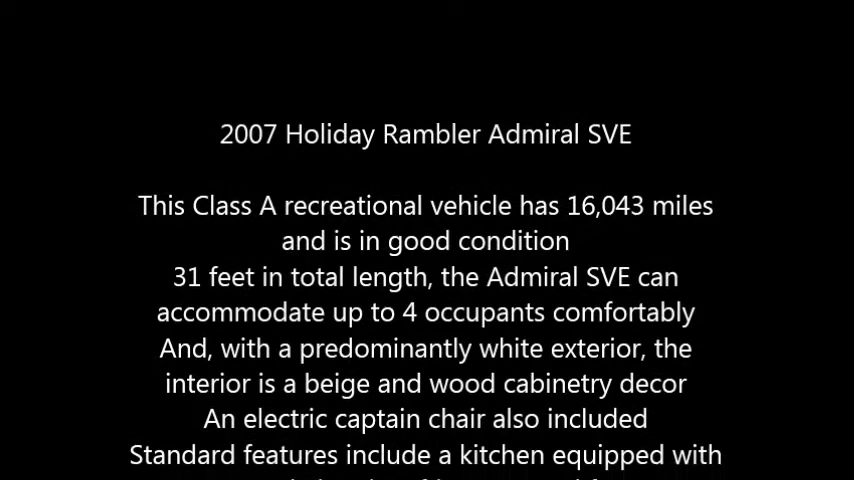 2007 Holiday Rambler Admiral SVE
This Class A recreational vehicle has 16,043 miles
and is in good condition
31 feet in total length, the Admiral SVE can
accommodate up to 4 occupants comfortably
And, with a predominantly white exterior, the
interior is a beige and wood cabinetry decor
An electric captain chair also included
Standard features include a kitchen equipped with